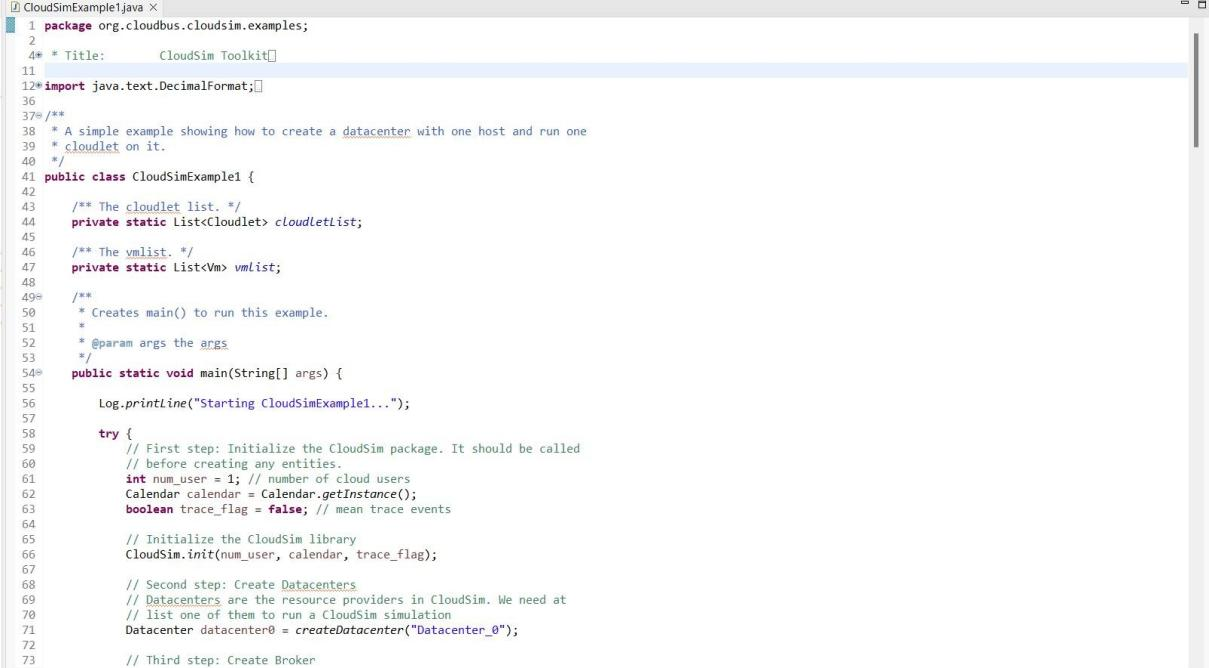 CloudSimExample1.java
1 package org.cloudbus.cloudsim.examples;
2
4 * Title: CloudSim Toolkit
11
12 import java.text.DecimalFormat;
36
37 /**
38 * A simple example showing how to create a datacenter with one host and run one
39 * cloudlet on it.
40 */
41 public class CloudSimExample1 {
42
43 /** The cloudlet list. */
44 private static List<Cloudlet> cloudletList;
45
46 /** The vmlist. */
47 private static List<Vm> vmlist;
48
49 /**
50 * Creates main() to run this example.
51 *
52 * @param args the args
53 */
54 public static void main(String[] args) {
55
56 Log.printLine("Starting CloudSimExample1...");
57
58 try {
59 // First step: Initialize the CloudSim package. It should be called
60 // before creating any entities.
61 int num_user = 1; // number of cloud users
62 Calendar calendar = Calendar.getInstance();
63 boolean trace_flag = false; // mean trace events
64
65 // Initialize the CloudSim library
66 CloudSim.init(num_user, calendar, trace_flag);
67
68 // Second step: Create Datacenters
69 // Datacenters are the resource providers in CloudSim. We need at
70 // list one of them to run a CloudSim simulation
71 Datacenter datacenter0 = createDatacenter("Datacenter_0");
72
73 // Third step: Create Broker